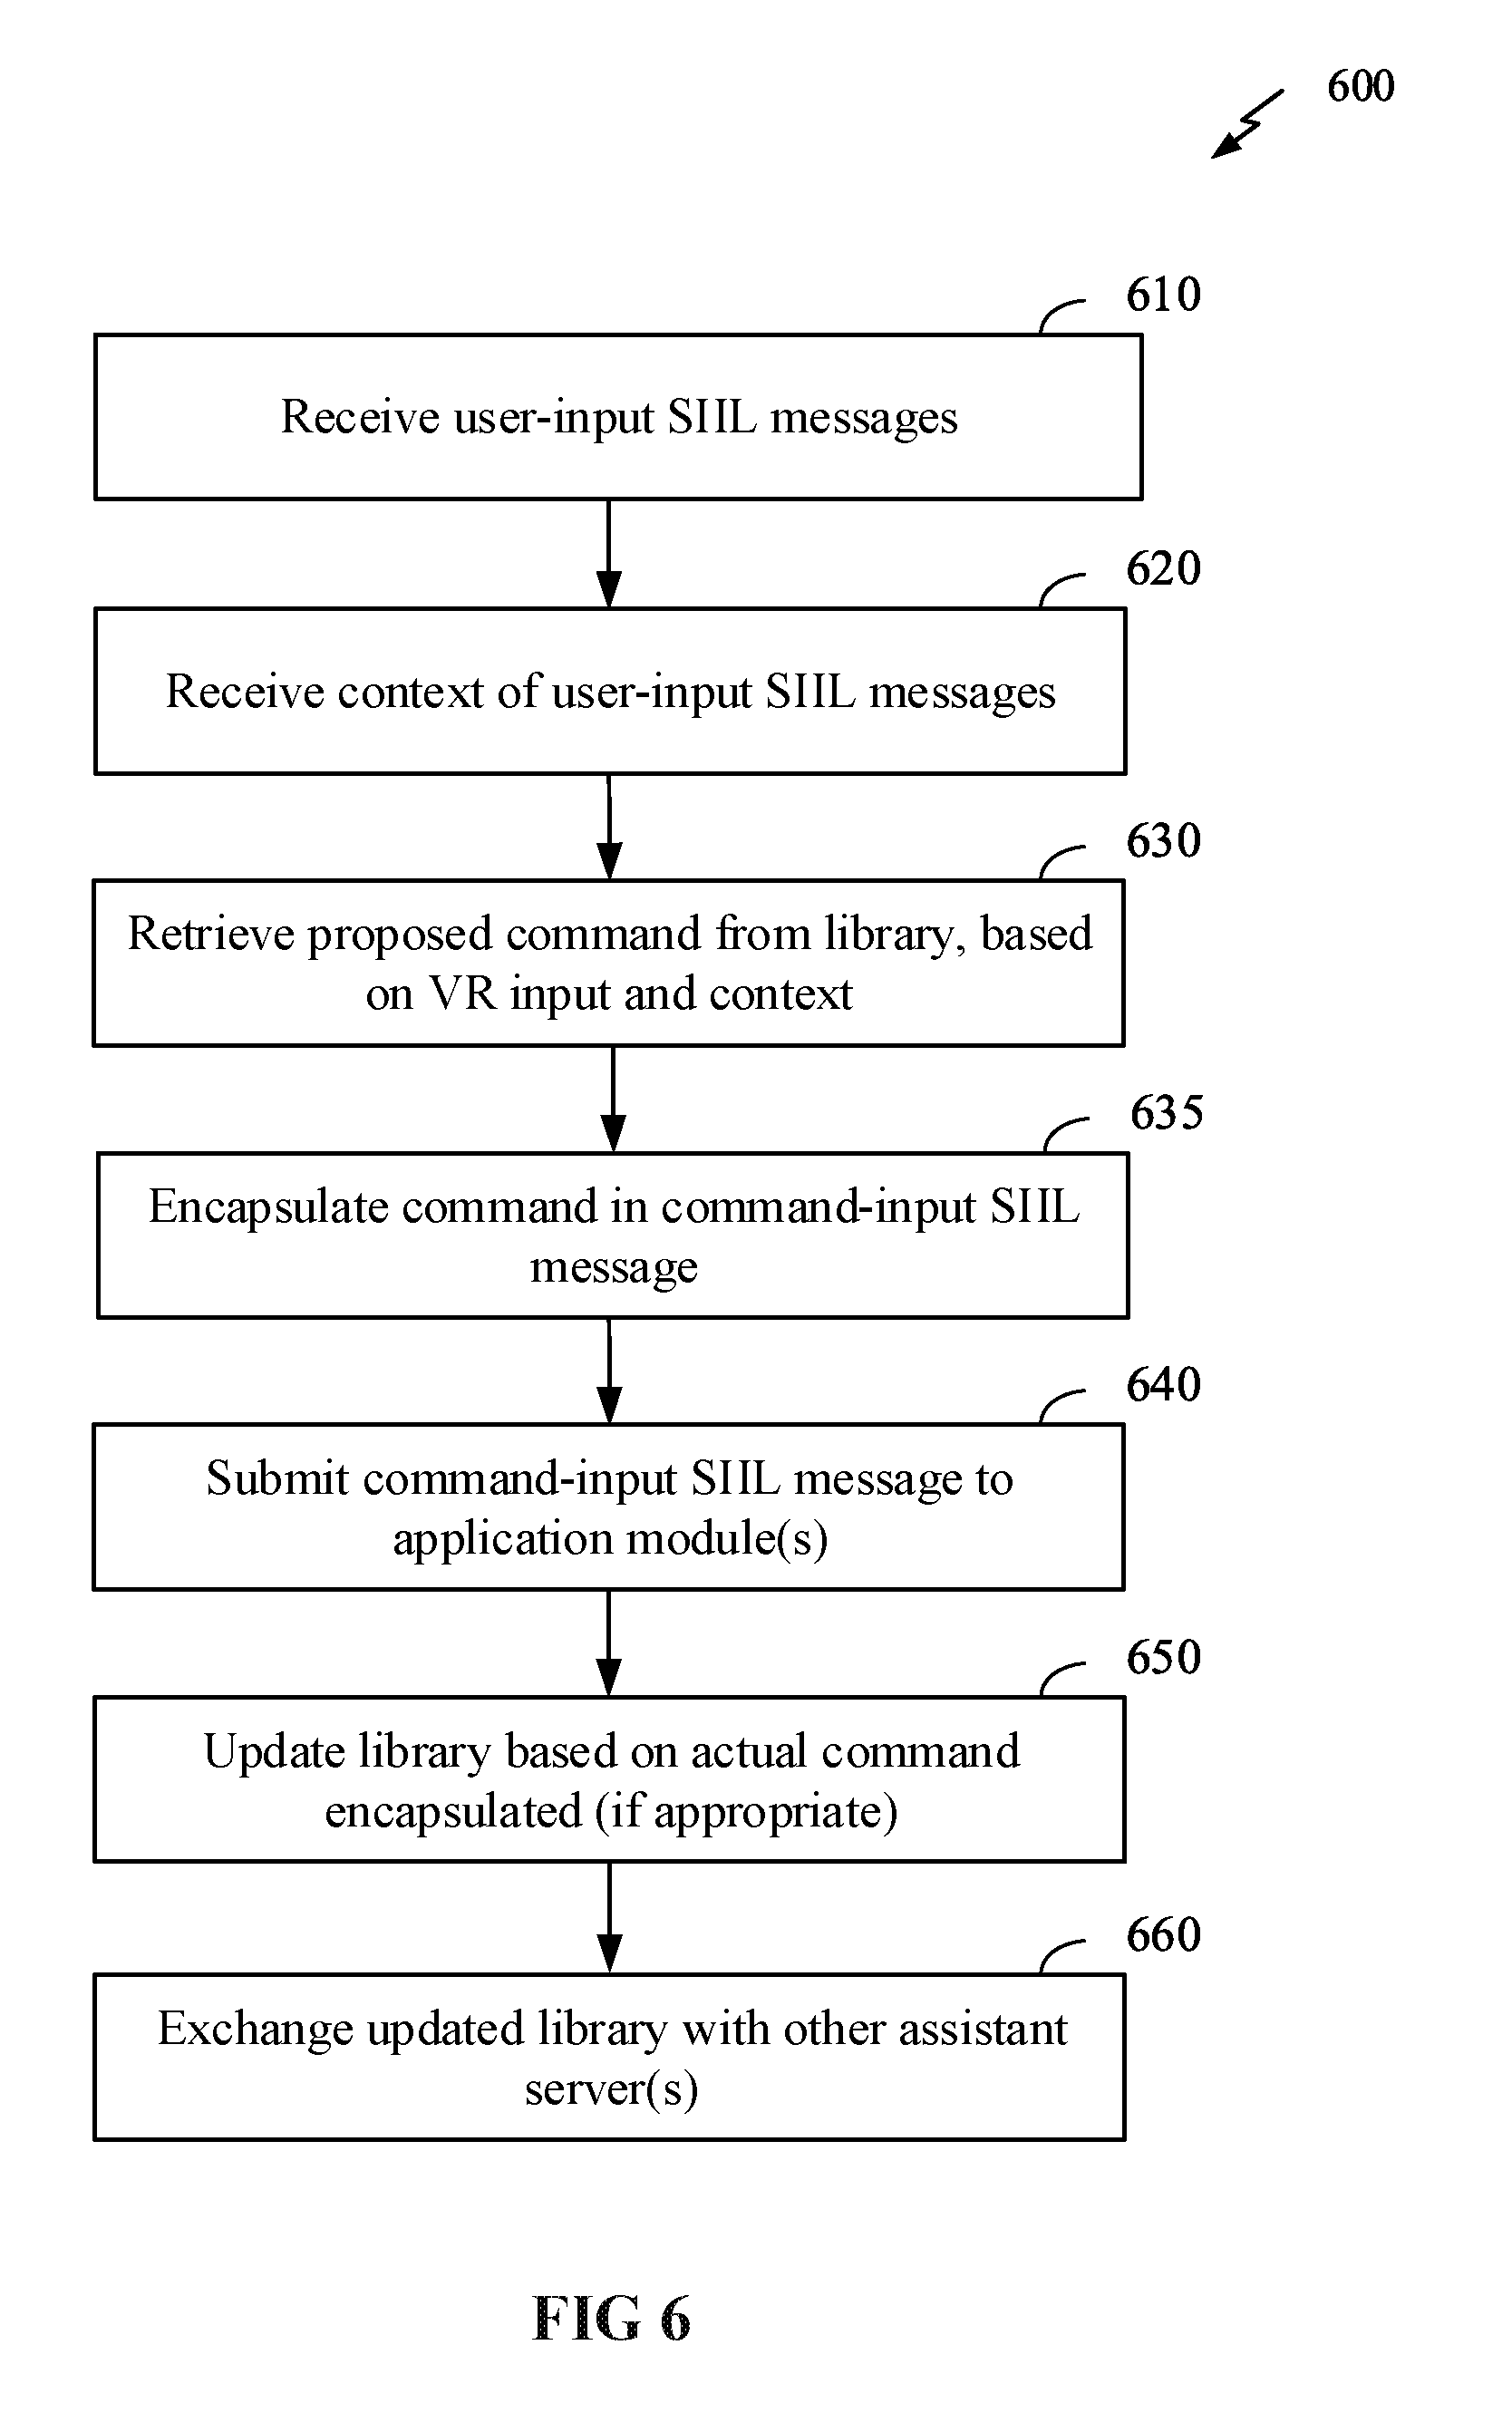 600
610
Receive user-input SIIL messages
620
Receive context of user-input SIIL messages
630
Retrieve proposed command from library, based
on VR input and context
635
Encapsulate command in command-input SIIL
message
640
Submit command-input SIIL message to
application module(s)
650
Update library based on actual command
encapsulated (if appropriate)
660
Exchange updated library with other assistant
server(s)
FIG 6